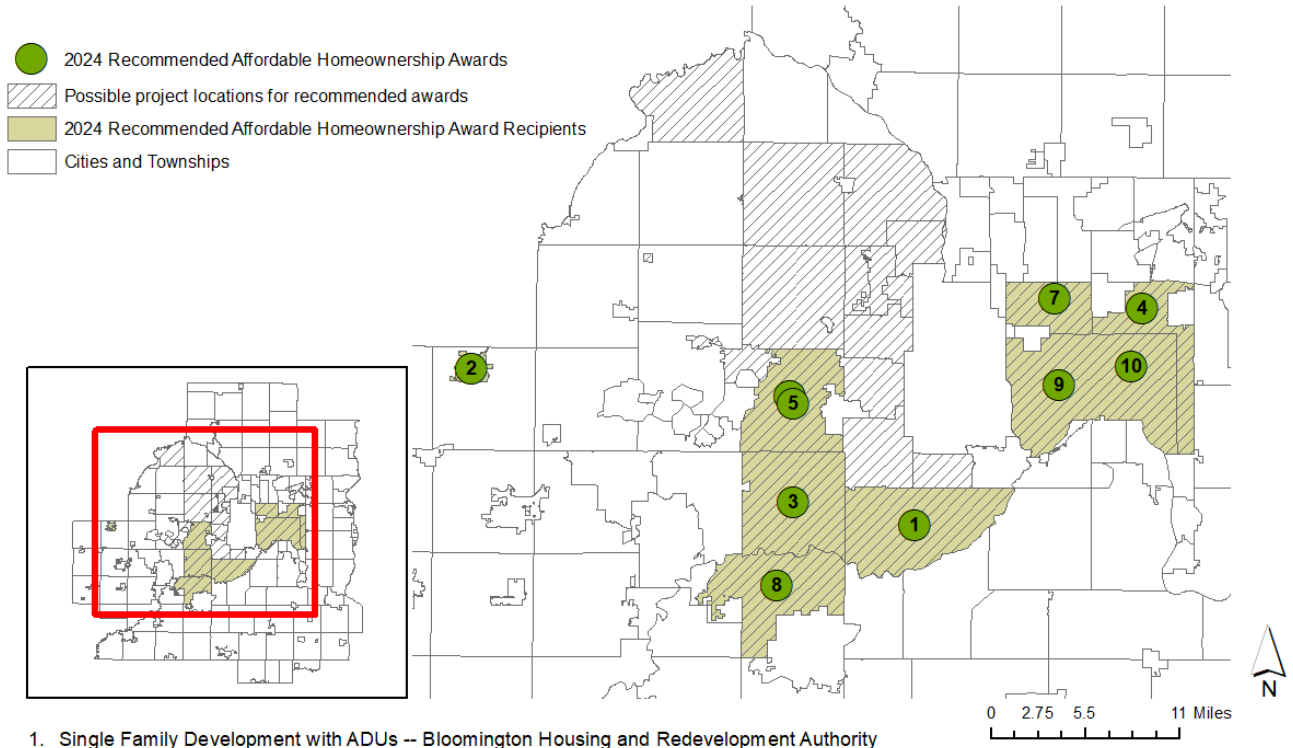 2024 Recommended Affordable Homeownership Awards
Possible project locations for recommended awards
2024 Recommended Affordable Homeownership Award Recipients
Cities and Townships
7
4
2
10
9
5
3
1
8
N
0 2.75 5.5 11 Miles
1. Single Family Development with ADUs -- Bloomington Housing and Redevelopment Authority